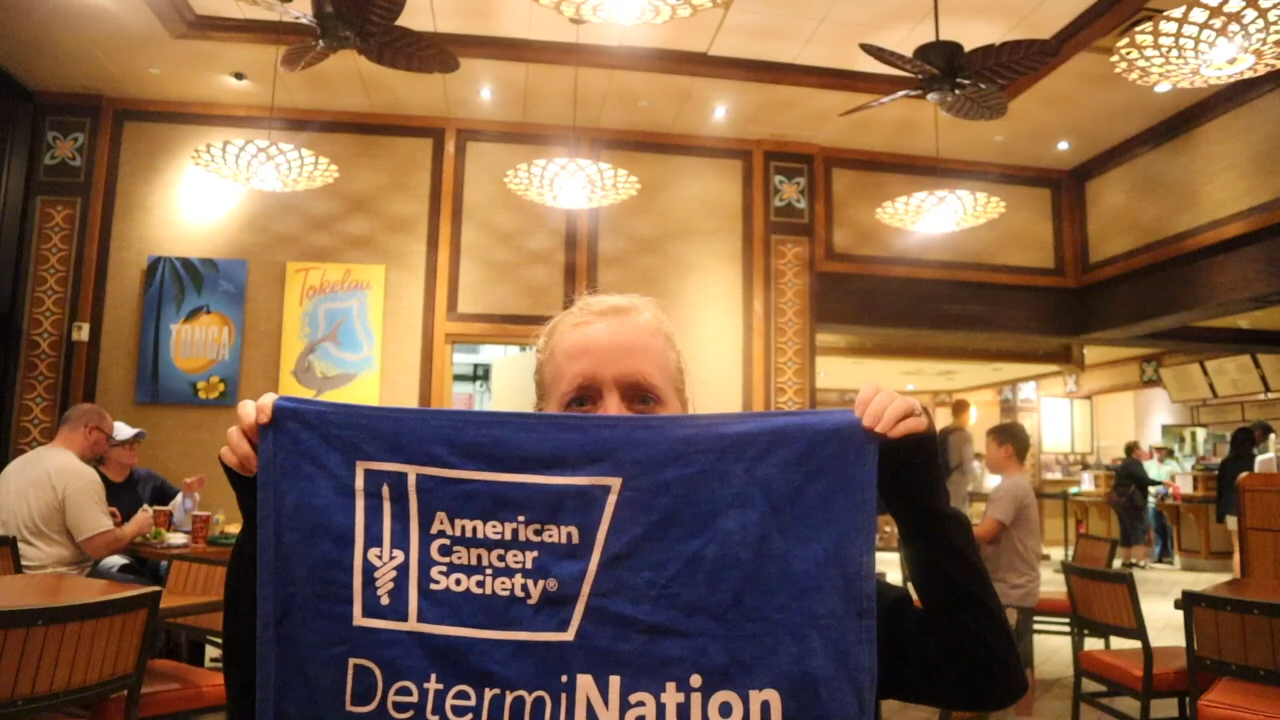 TONGA
Tokelau
American
Cancer
Society®
DetermiNation